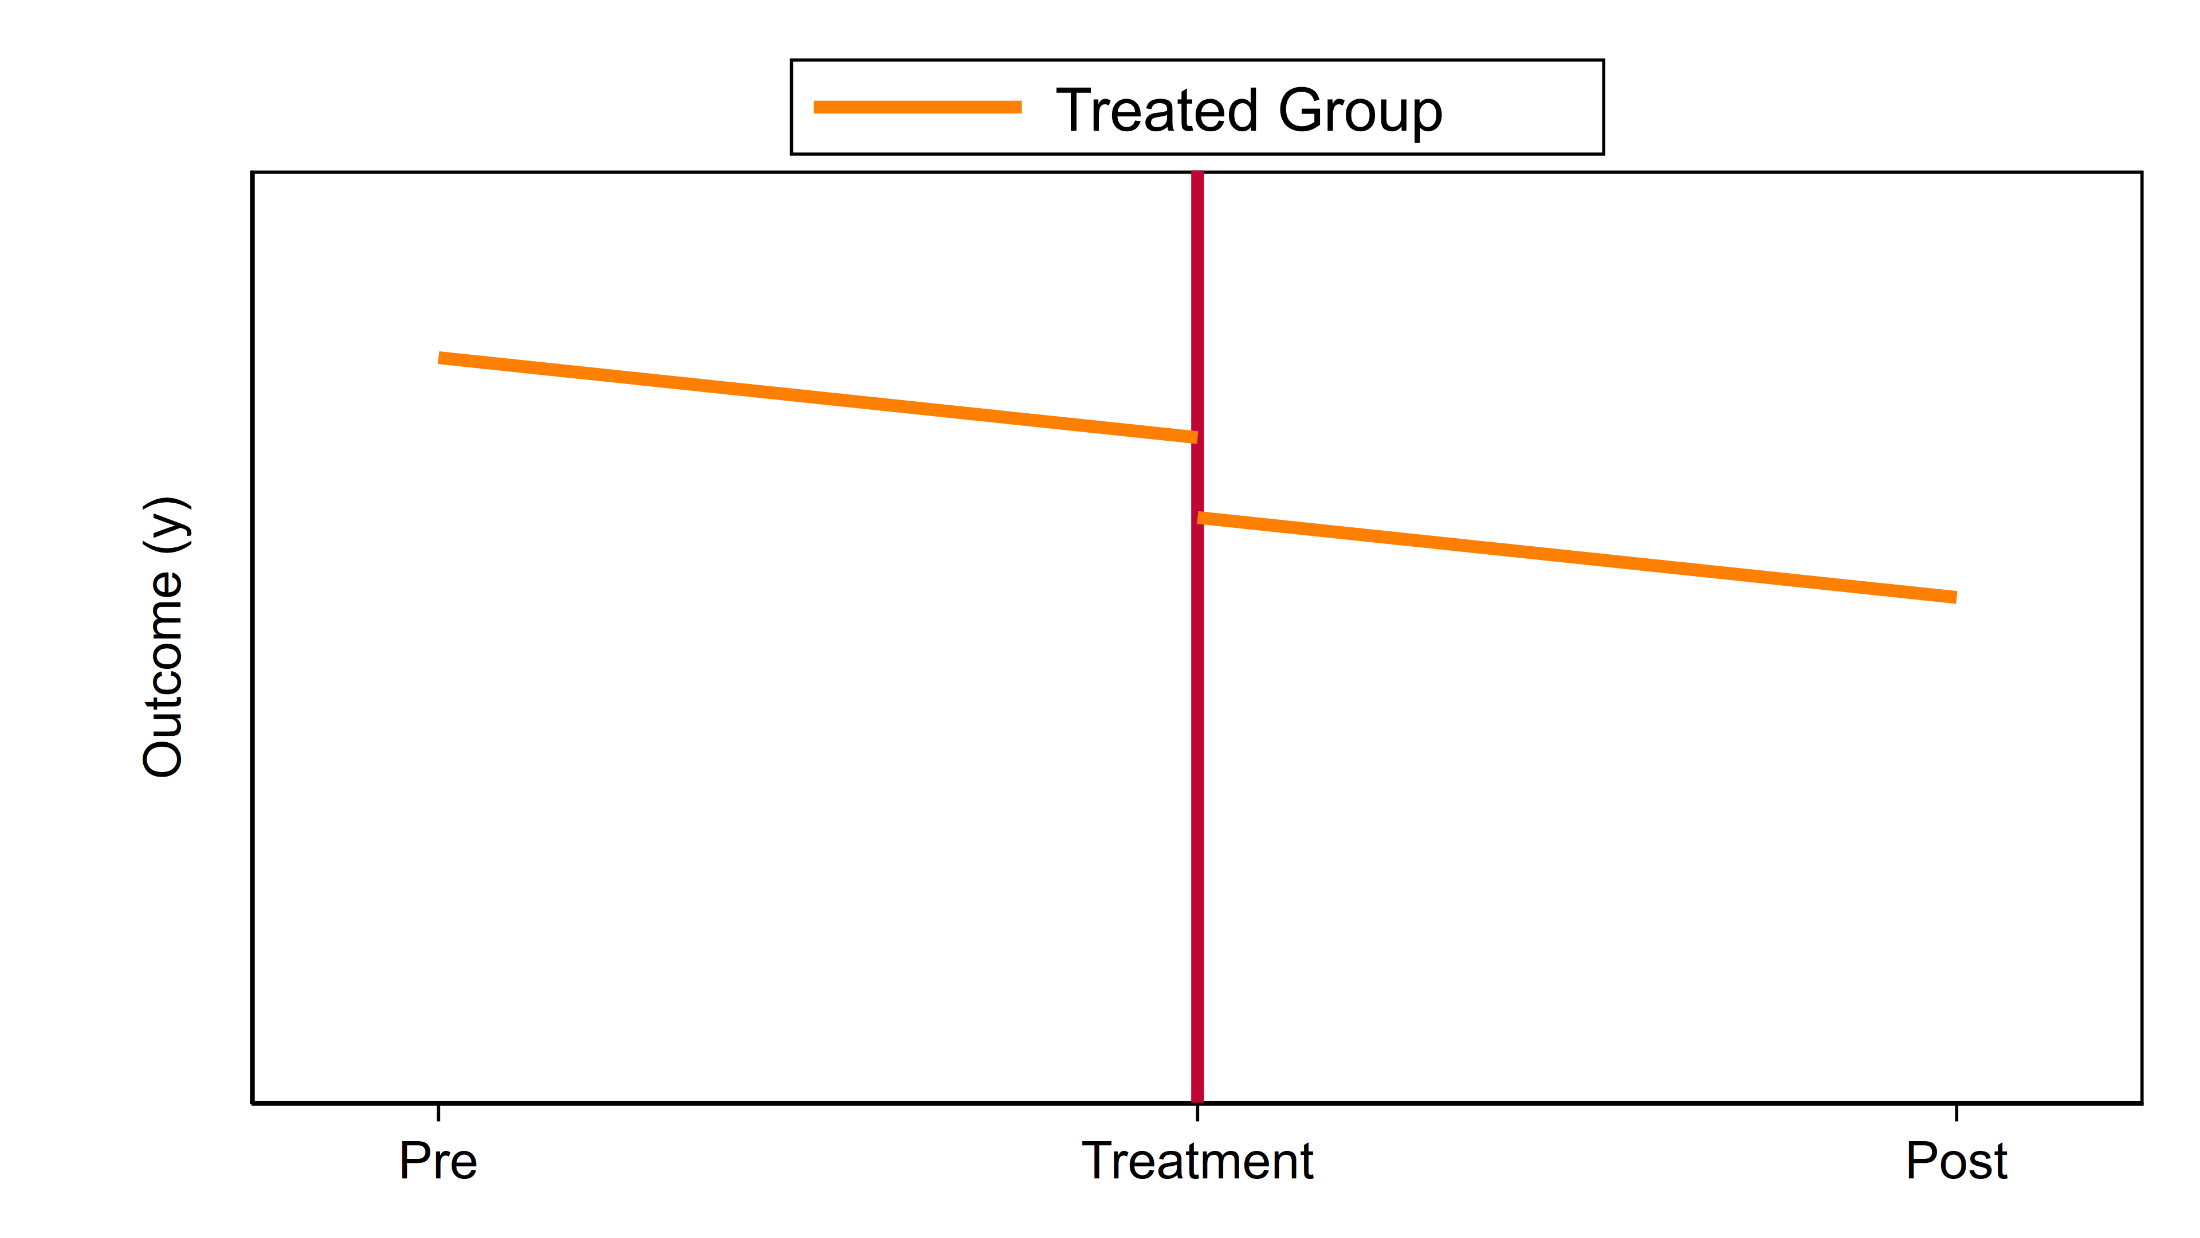 Treated Group
Outcome (y)
Pre
Treatment
Post